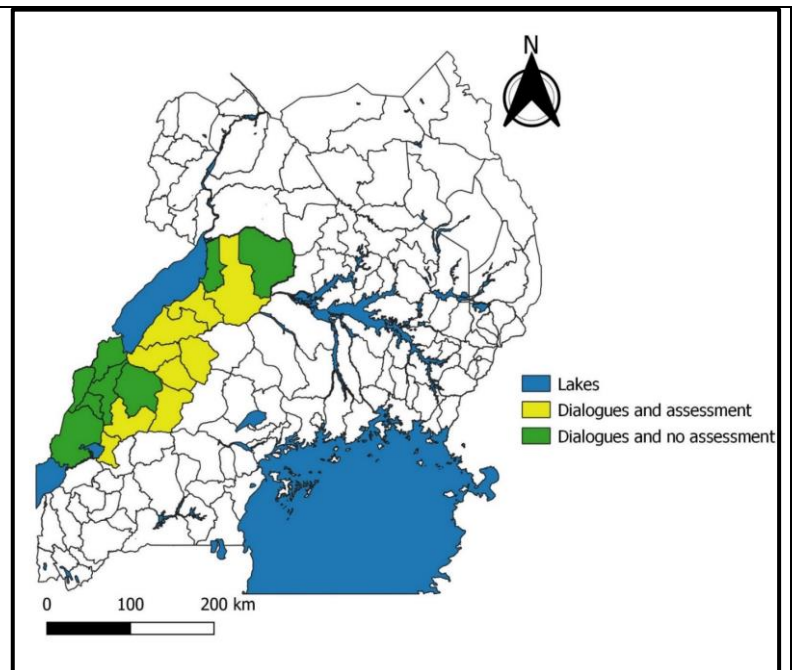 N
Lakes
Dialogues and assessment
Dialogues and no assessment
0 100 200 km